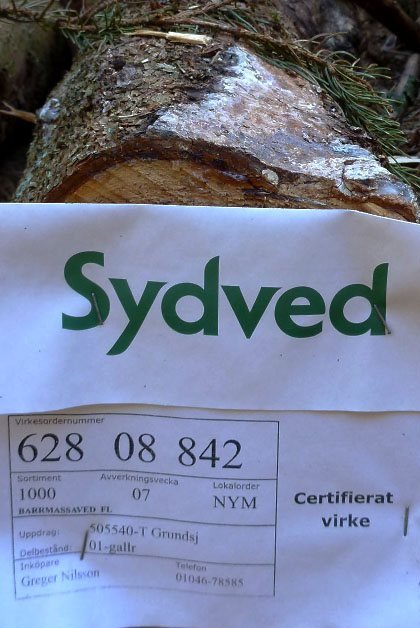 Sydved
Virkesordernummer
628 08 842
Sortiment Avverkningsvecka Lokalorder
1000 07 NYM
BARRMASSAVED FL
Uppdrag: 505540-T Grundsj
Delbestånd: 01-gallr
Inköpare Telefon
Greger Nilsson 01046-78585
Certifierat
virke